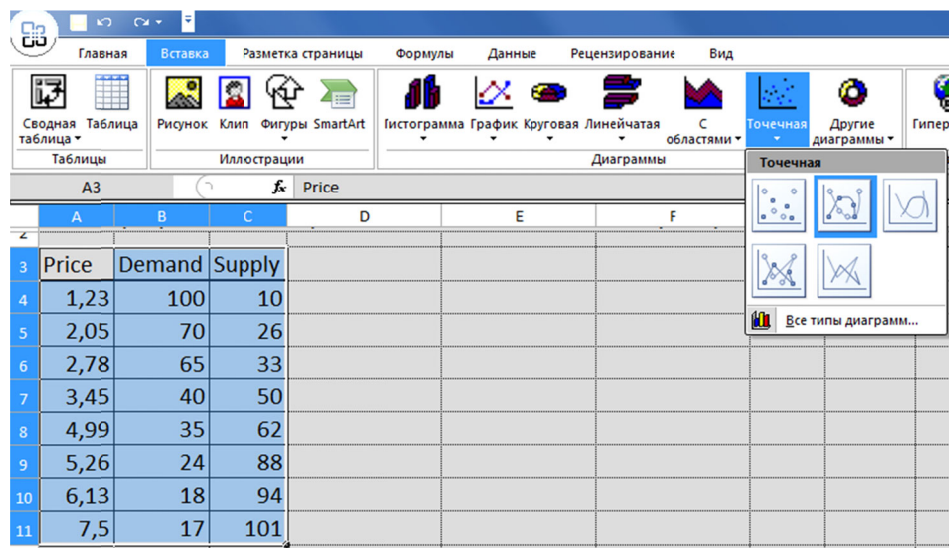 Главная Вставка Разметка страницы Формулы Данные Рецензирование Вид
Сводная таблица Таблица Рисунок Клип Фигуры SmartArt Гистограмма График Круговая Линейчатая С областями Точечная Другие диаграммы Гипер
Таблицы Иллострации Диаграммы
Точечная
A3 fx Price
A B C D E F
2
3 Price Demand Supply
4 1,23 100 10
5 2,05 70 26
6 2,78 65 33
7 3,45 40 50
8 4,99 35 62
9 5,26 24 88
10 6,13 18 94
11 7,5 17 101
Все типы диаграмм...